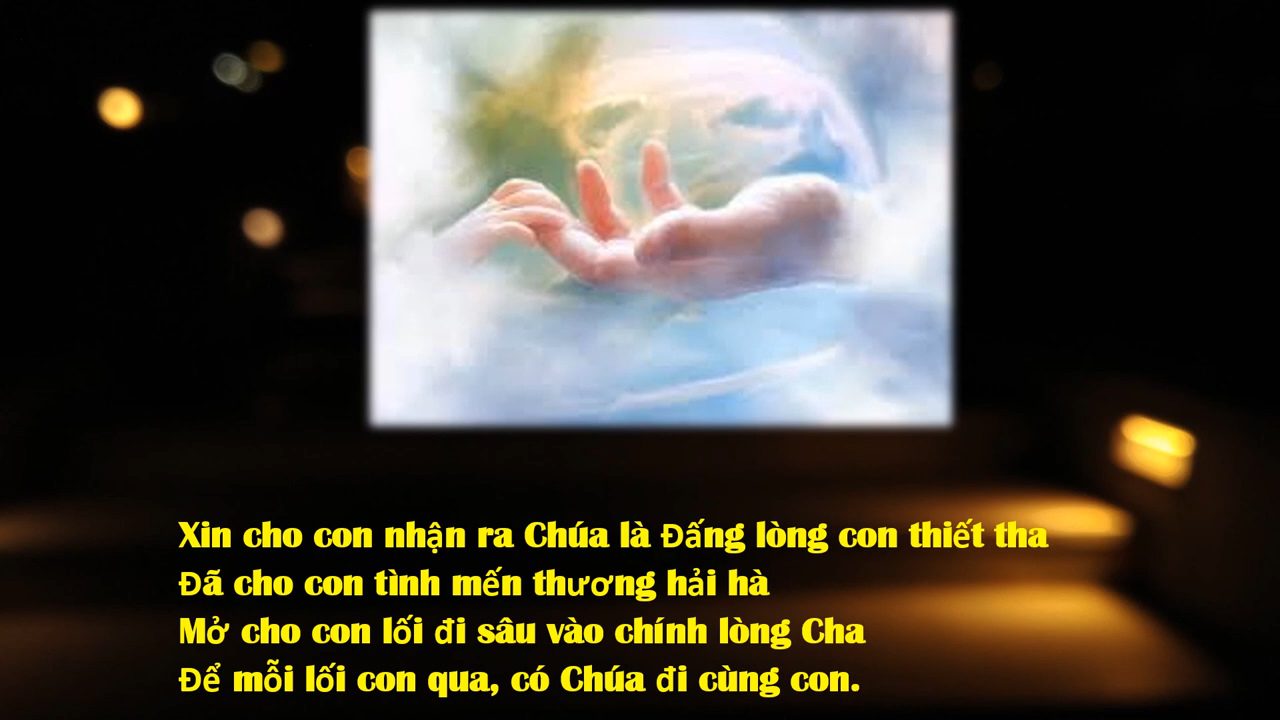 Xin cho con nhận ra Chúa là Đấng lòng con thiết tha
Đã cho con tình mến thương hải hà
Mở cho con lối đi sâu vào chính lòng Cha
Để mỗi lối con qua, có Chúa đi cùng con.